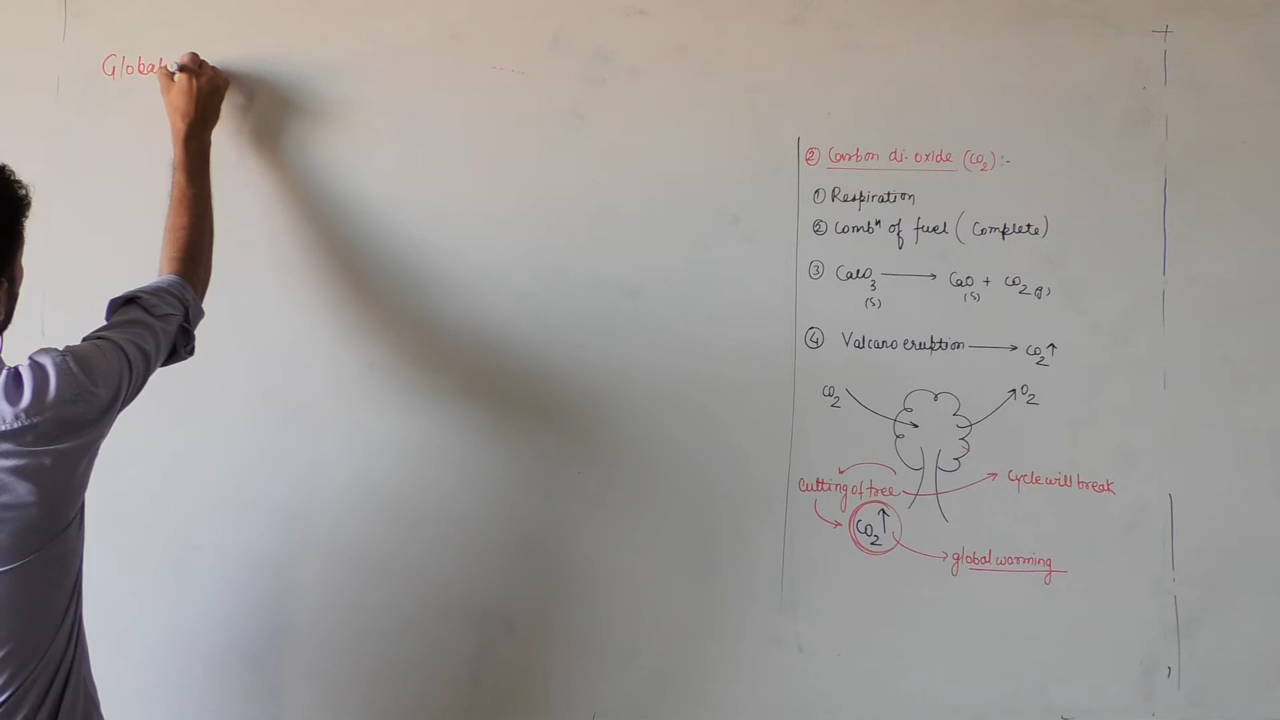 Global
② Carbon di-oxide (CO₂) :-
① Respiration
② Combⁿ of fuel ( Complete)
③ CaCO₃ (s) → CaO (s) + CO₂ (g)
④ Valcano eruption → CO₂ ↑
CO₂ O₂
Cutting of tree → Cycle will break
CO₂ ↑
→ global warming